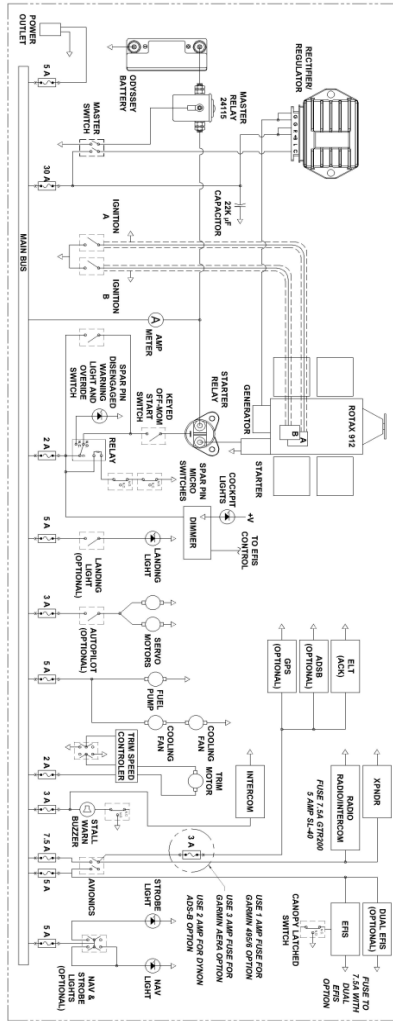 POWER
OUTLET
5 A
MASTER
SWITCH
30 A
MAIN BUS
ODYSSEY
BATTERY
MASTER
RELAY
24115
RECTIFIER/
REGULATOR
G G R +B L C
22K µF
CAPACITOR
IGNITION
A
IGNITION
B
A
AMP
METER
ROTAX 912
A
B
GENERATOR
STARTER
STARTER
RELAY
KEYED
OFF-MOM
START
SWITCH
SPAR PIN
DISENGAGED
WARNING
LIGHT AND
OVERIDE
SWITCH
RELAY
2 A
SPAR PIN
MICRO
SWITCHES
COCKPIT
LIGHTS
+V
DIMMER
TO EFIS
CONTROL
5 A
LANDING
LIGHT
LANDING
LIGHT
(OPTIONAL)
3 A
SERVO
MOTORS
AUTOPILOT
(OPTIONAL)
5 A
FUEL
PUMP
COOLING
FAN
COOLING
FAN
2 A
TRIM SPEED
CONTROLER
TRIM
MOTOR
3 A
STALL
WARN
BUZZER
INTERCOM
GPS
(OPTIONAL)
ADSB
(OPTIONAL)
ELT
(ACK)
7.5 A
5 A
AVIONICS
3 A
USE 1 AMP FUSE FOR
GARMIN 495/6 OPTION
USE 3 AMP FUSE FOR
GARMIN AERA OPTION
USE 2 AMP FOR DYNON
ADS-B OPTION
RADIO
RADIO/INTERCOM
FUSE 7.5A GTR200
5 AMP SL-40
XPNDR
5 A
STROBE
LIGHT
NAV
LIGHT
NAV &
STROBE
LIGHTS
(OPTIONAL)
CANOPY LATCHED
SWITCH
EFIS
DUAL EFIS
(OPTIONAL)
FUSE TO
7.5A WITH
DUAL
EFIS
OPTION